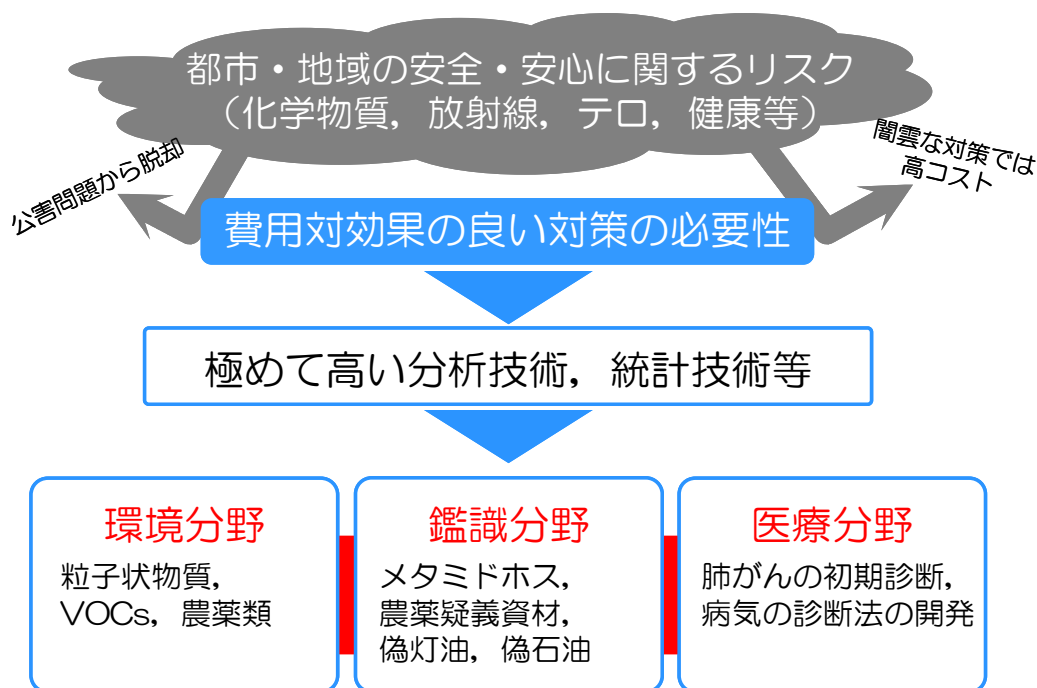 都市・地域の安全・安心に関するリスク
（化学物質，放射線，テロ，健康等）
公害問題から脱却
闇雲な対策では
高コスト
費用対効果の良い対策の必要性
極めて高い分析技術，統計技術等
環境分野
粒子状物質，
VOCs，農薬類
鑑識分野
メタミドホス，
農薬疑義資材，
偽灯油，偽石油
医療分野
肺がんの初期診断，
病気の診断法の開発